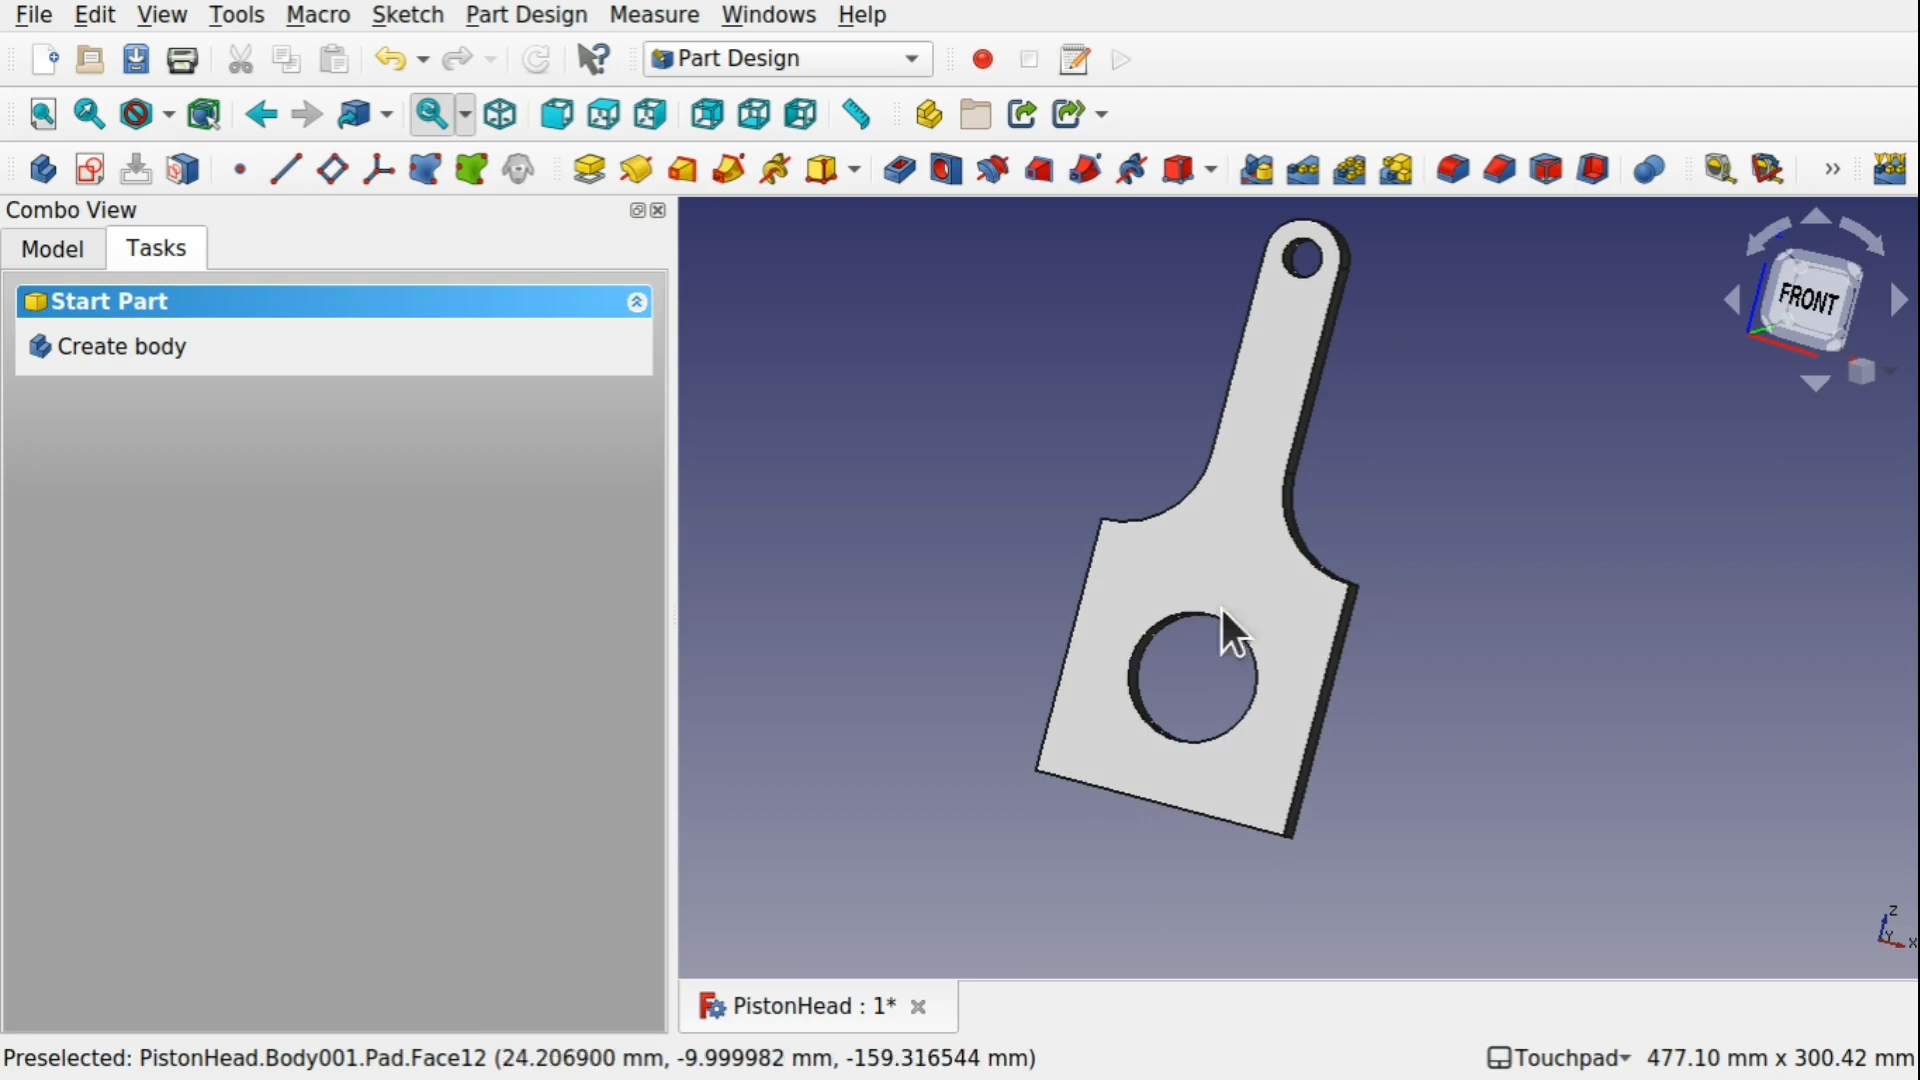 File Edit View Tools Macro Sketch Part Design Measure Windows Help
Part Design
Combo View
Model Tasks
Start Part
Create body
FRONT
Z
Y X
PistonHead : 1*
Preselected: PistonHead.Body001.Pad.Face12 (24.206900 mm, -9.999982 mm, -159.316544 mm) Touchpad 477.10 mm x 300.42 mm